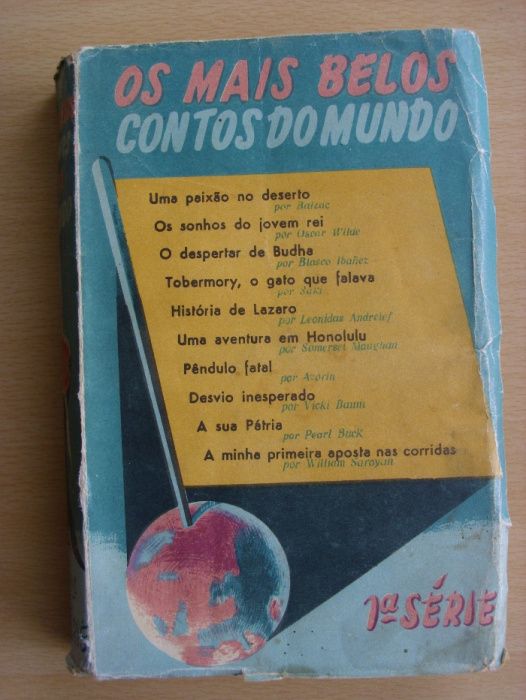 OS MAIS BELOS
CONTOS DO MUNDO
Uma paixão no deserto
por Balzac
Os sonhos do jovem rei
por Oscar Wilde
O despertar de Budha
por Blasco Ibañez
Tobermory, o gato que falava
por Saki
História de Lazaro
por Leonidas Andreief
Uma aventura em Honolulu
por Somerset Maugham
Pêndulo fatal
por Azorin
Desvio inesperado
por Vicki Baum
A sua Pátria
por Pearl Buck
A minha primeira aposta nas corridas
por William Saroyan
1ª SÉRIE